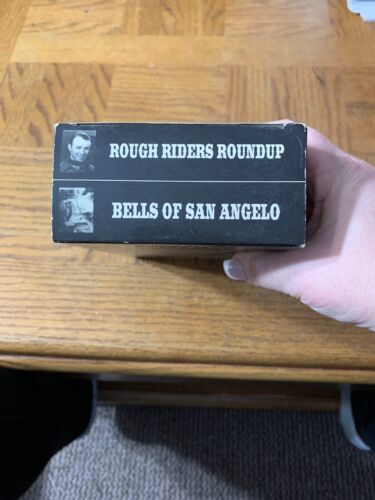 ROUGH RIDERS ROUNDUP
BELLS OF SAN ANGELO